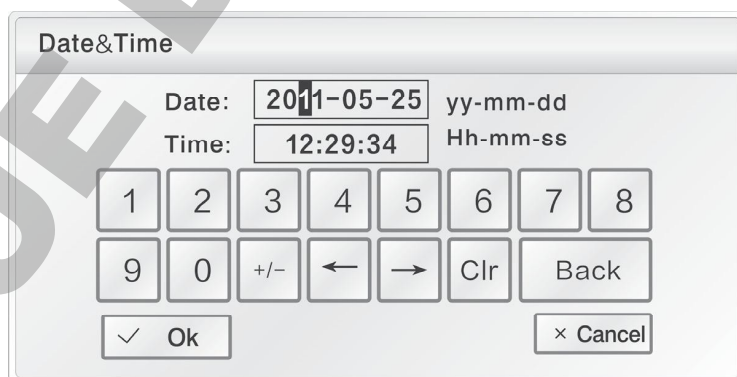 Date&Time
Date: 2011-05-25 yy-mm-dd
Time: 12:29:34 Hh-mm-ss
1 2 3 4 5 6 7 8
9 0 +/- ← → Clr Back
✓ Ok × Cancel